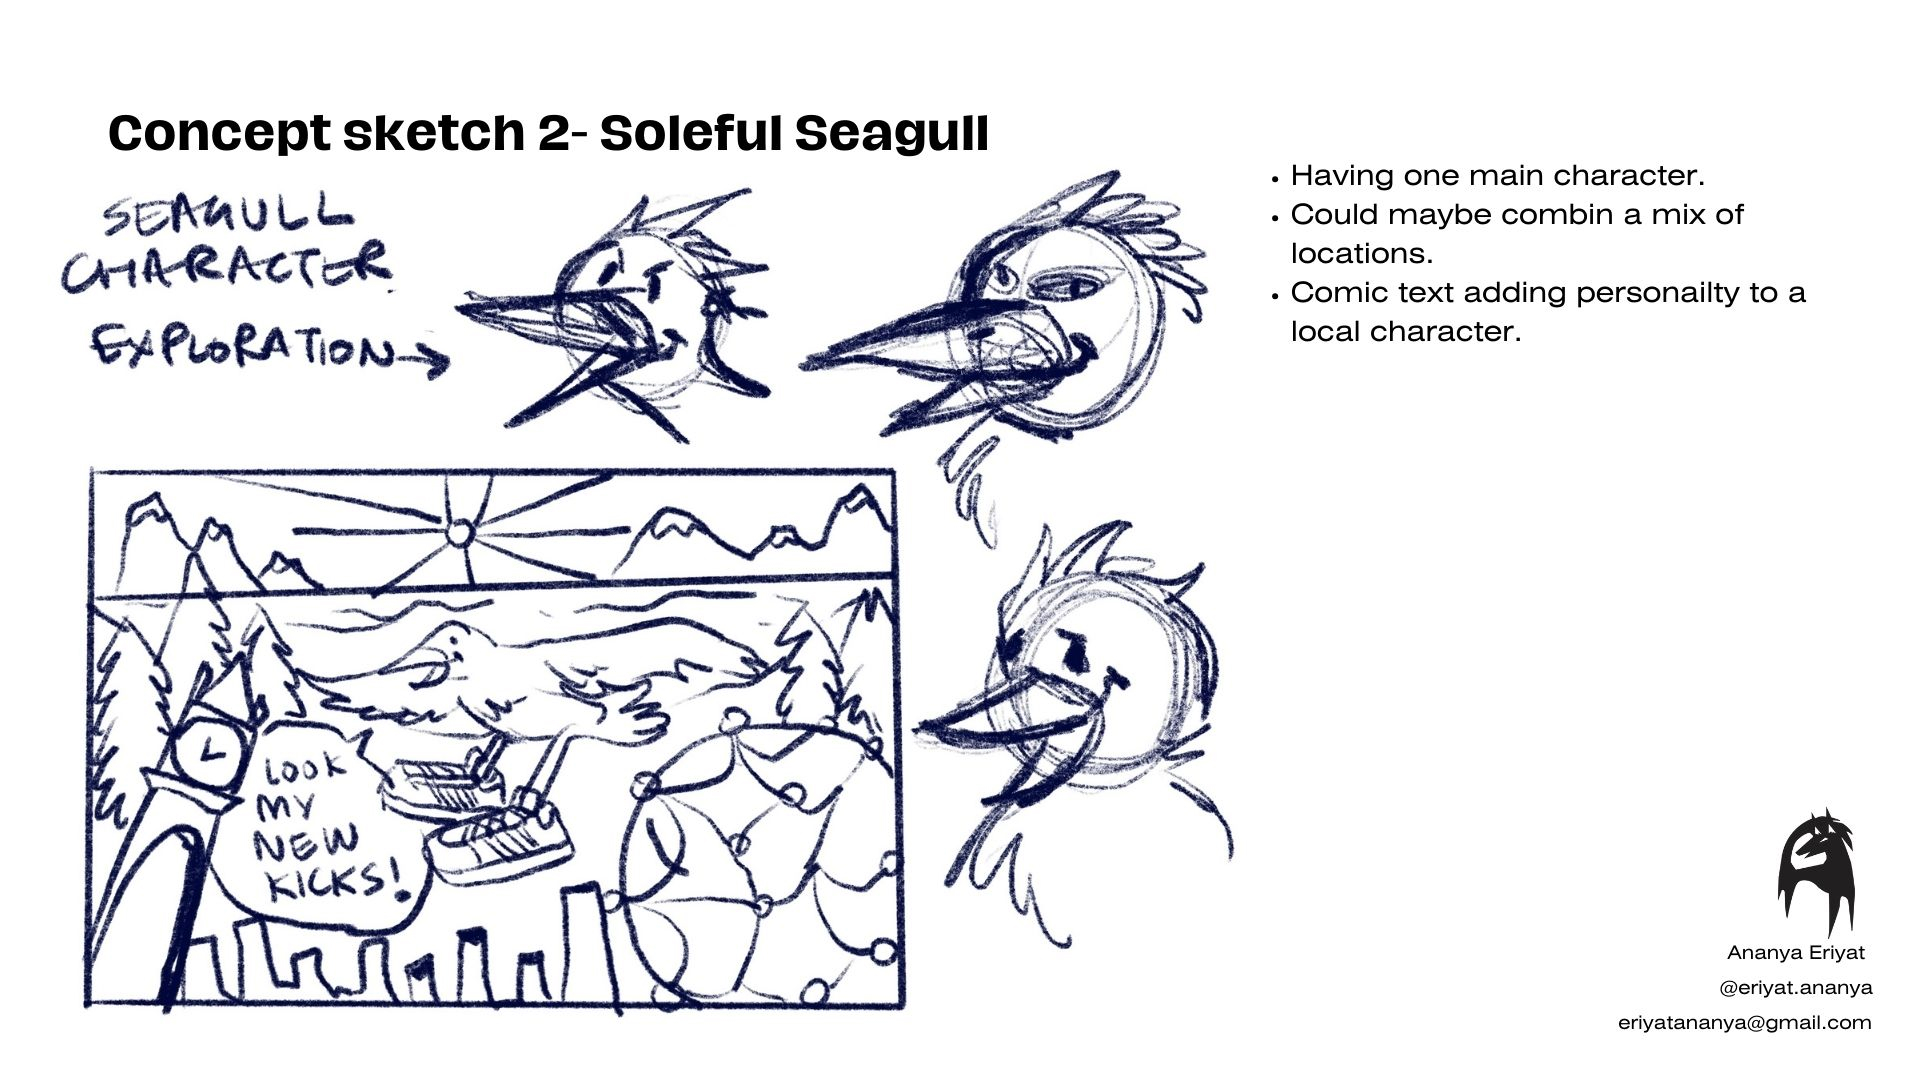 Concept sketch 2- Soleful Seagull
SEAGULL
CHARACTER
EXPLORATION
• Having one main character.
• Could maybe combin a mix of
locations.
• Comic text adding personailty to a
local character.
LOOK
MY
NEW
KICKS!
Ananya Eriyat
@eriyat.ananya
eriyatananya@gmail.com